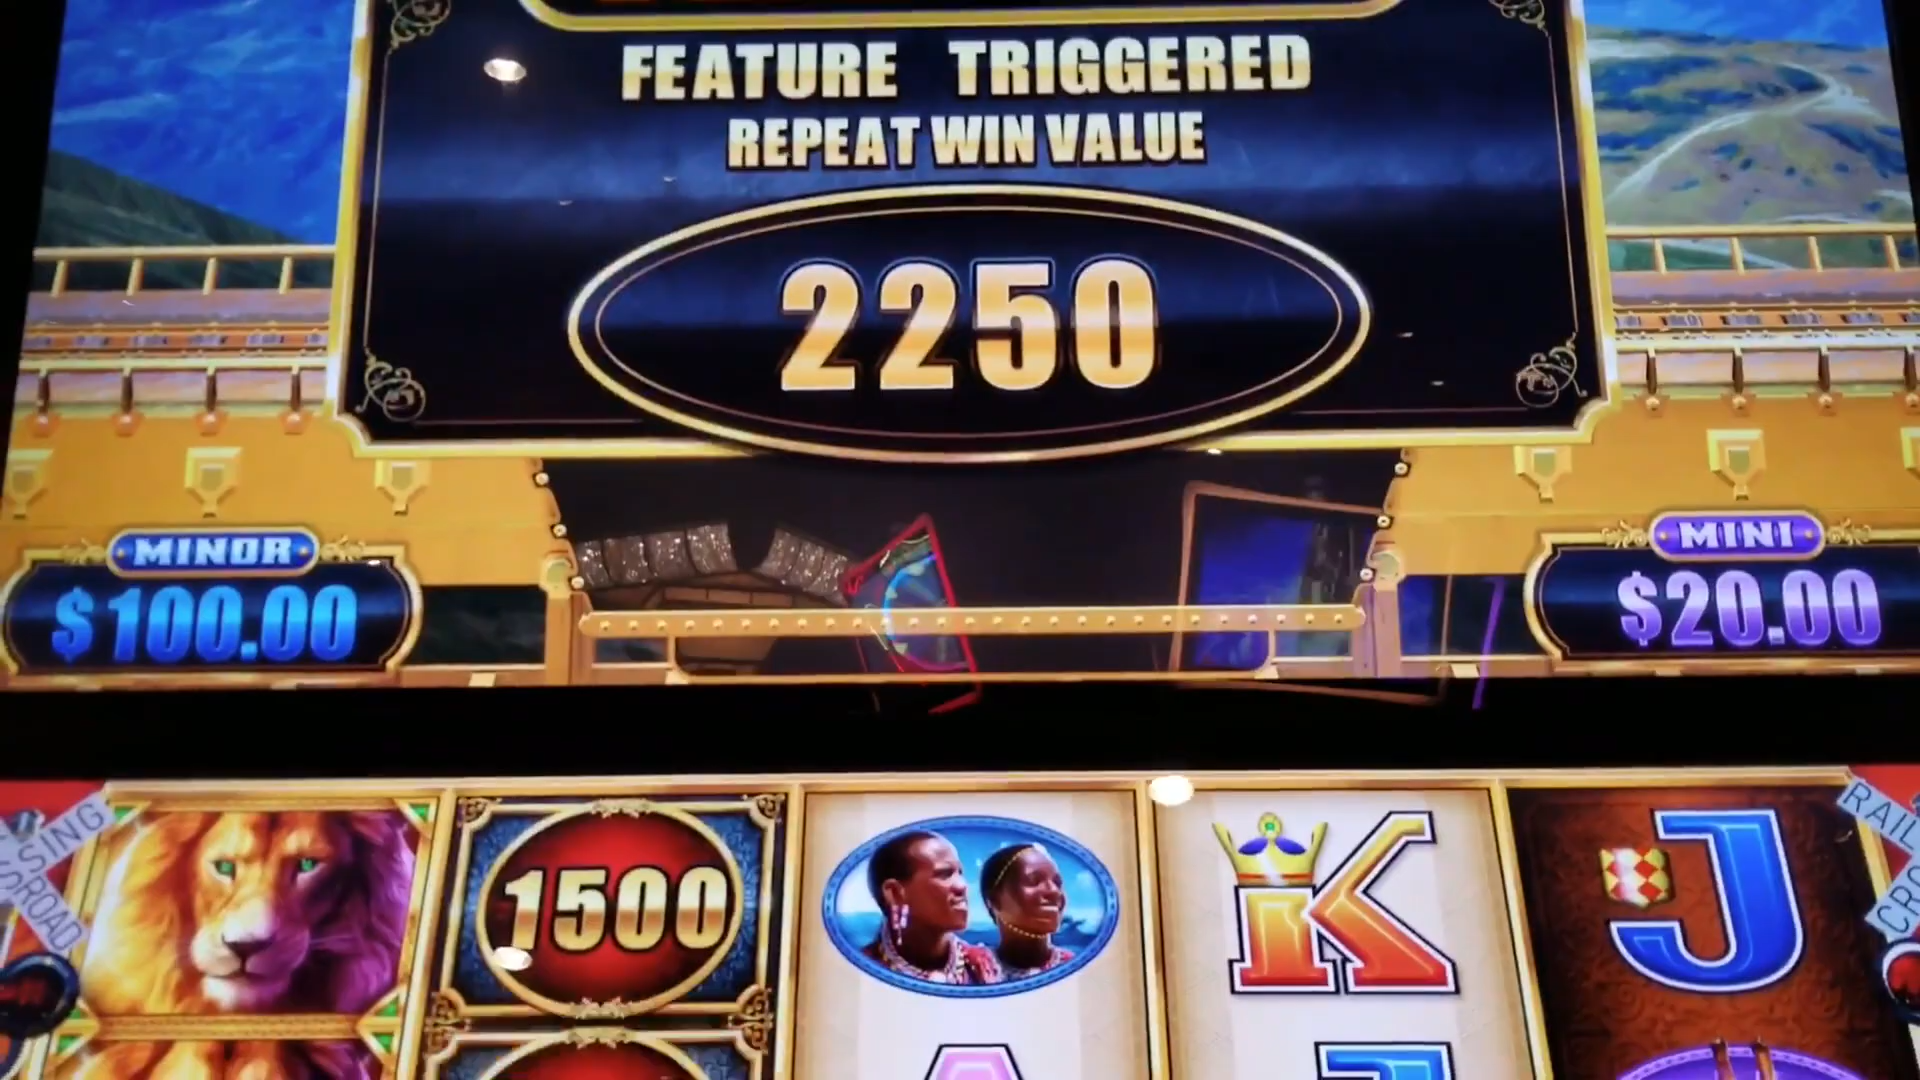 FEATURE TRIGGERED
REPEAT WIN VALUE
2250
MINOR
$100.00
MINI
$20.00
1500
K
J